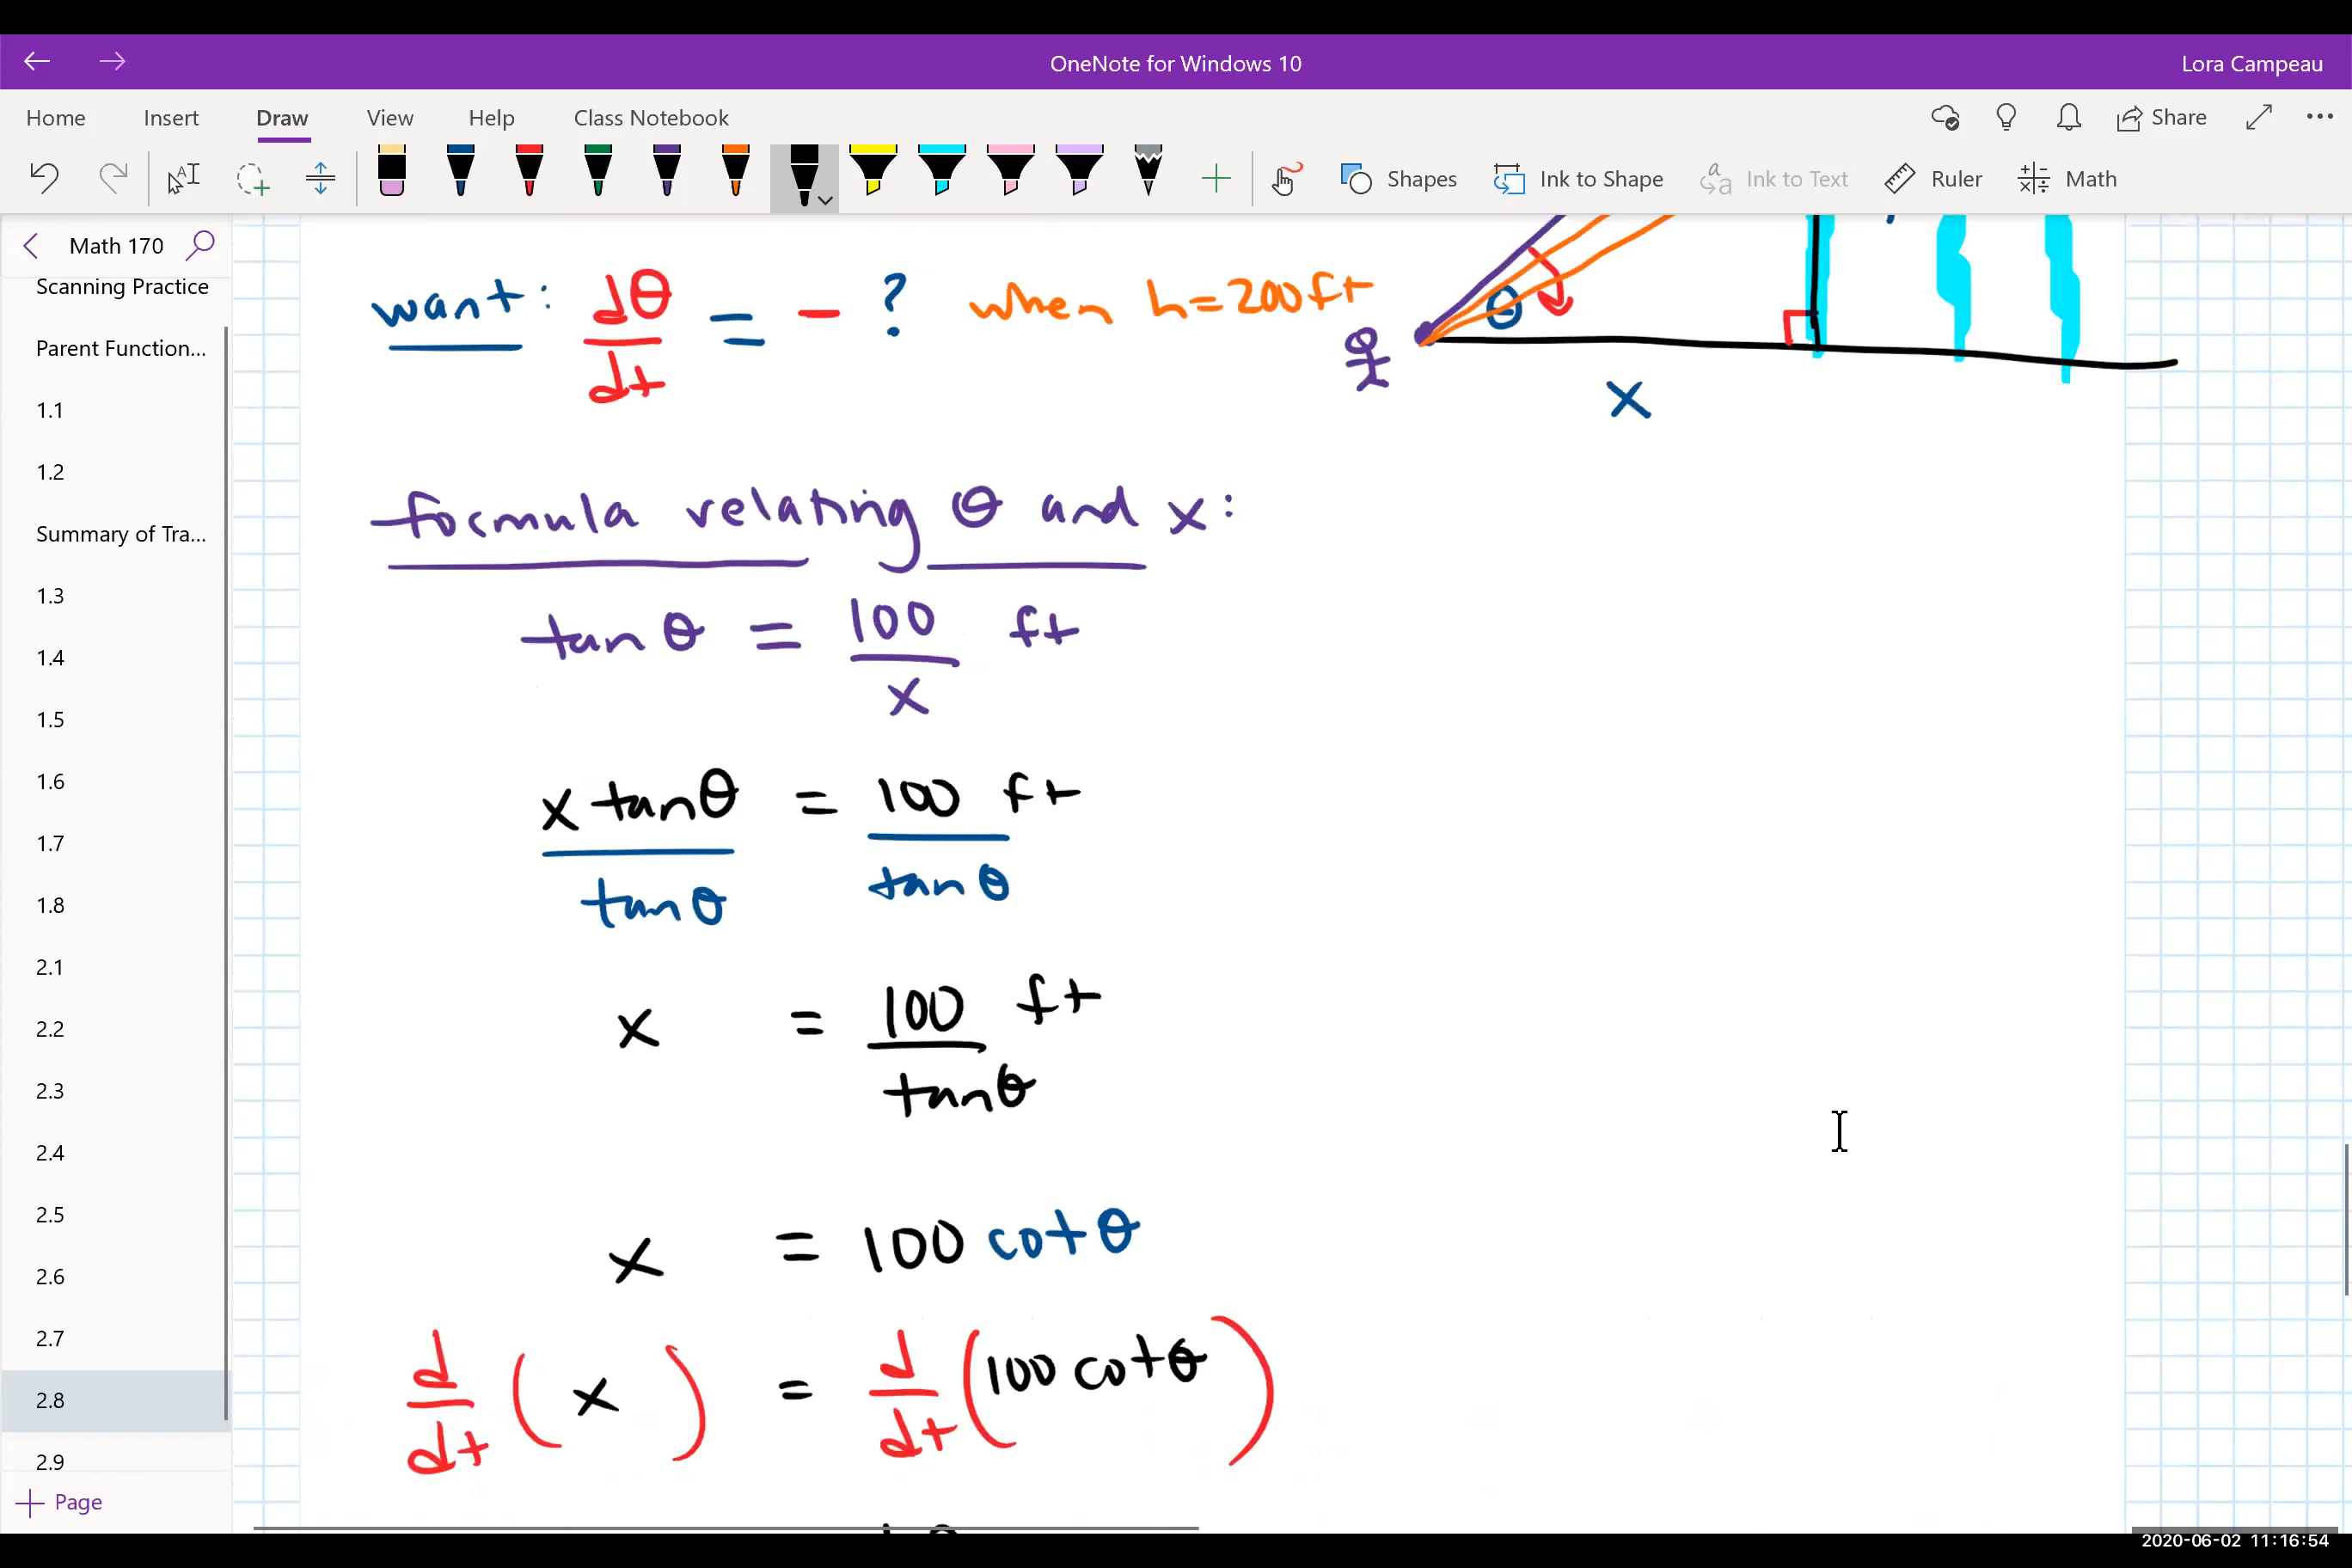 OneNote for Windows 10
Lora Campeau
Home Insert Draw View Help Class Notebook
Share
Shapes Ink to Shape Ink to Text Ruler Math
Math 170
Scanning Practice
Parent Function...
1.1
1.2
Summary of Tra...
1.3
1.4
1.5
1.6
1.7
1.8
2.1
2.2
2.3
2.4
2.5
2.6
2.7
2.8
2.9
Page
want: dθ/dt = - ? when h=200ft
θ
x
formula relating θ and x:
tan θ = 100/x ft
x tanθ / tanθ = 100 ft / tan θ
x = 100/tanθ ft
x = 100 cot θ
d/dt (x) = d/dt (100 cot θ)
2020-06-02 11:16:54